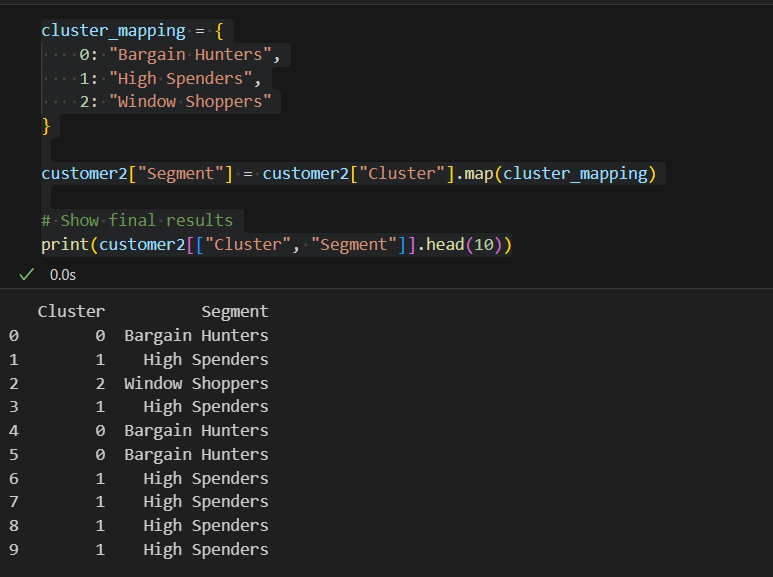 cluster_mapping = {
    0: "Bargain Hunters",
    1: "High Spenders",
    2: "Window Shoppers"
}
customer2["Segment"] = customer2["Cluster"].map(cluster_mapping)
# Show final results
print(customer2[["Cluster", "Segment"]].head(10))
0.0s
   Cluster          Segment
0        0  Bargain Hunters
1        1    High Spenders
2        2  Window Shoppers
3        1    High Spenders
4        0  Bargain Hunters
5        0  Bargain Hunters
6        1    High Spenders
7        1    High Spenders
8        1    High Spenders
9        1    High Spenders